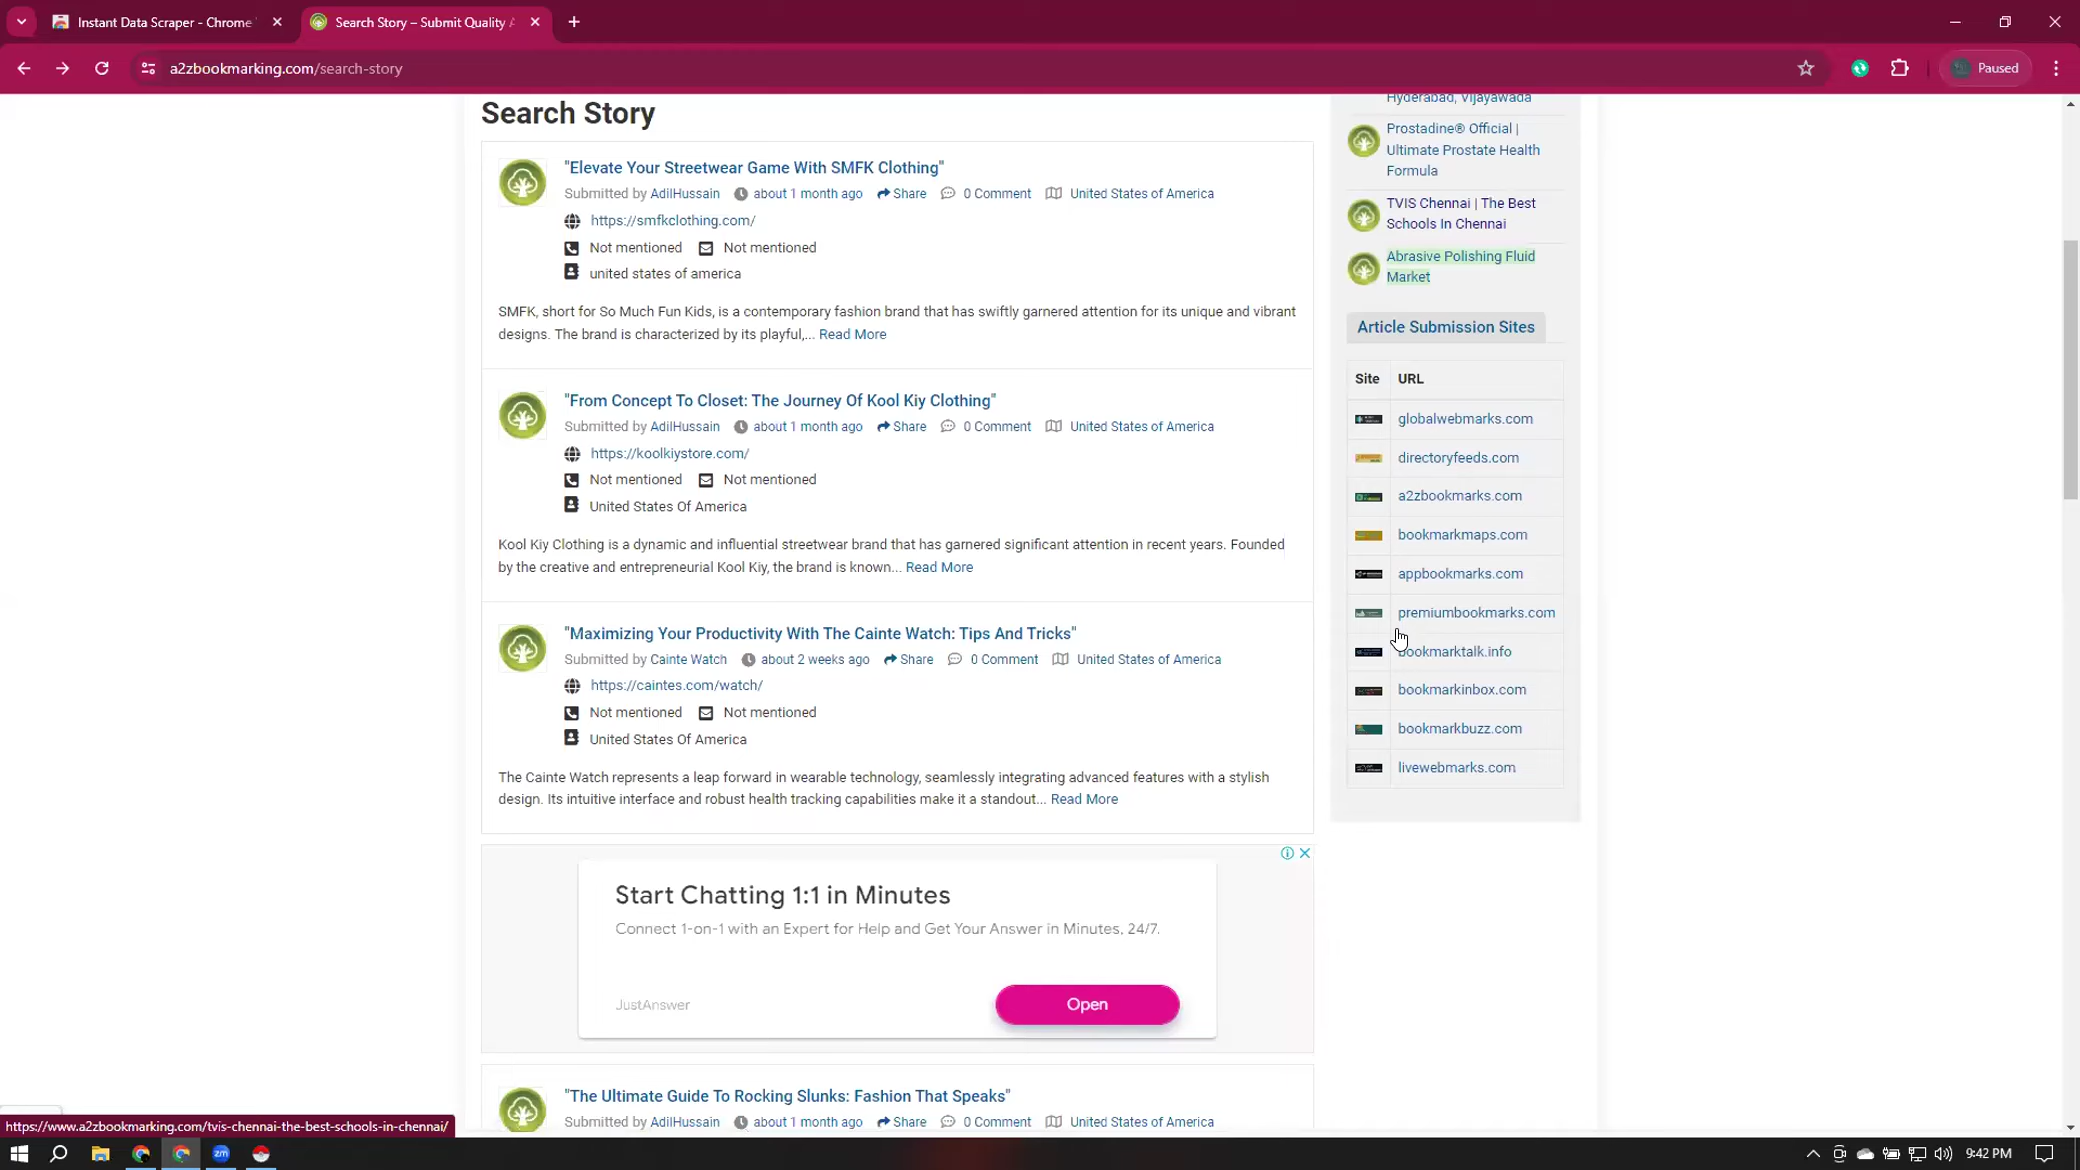 Instant Data Scraper - Chrome
Search Story – Submit Quality A
a2zbookmarking.com/search-story
Paused
Search Story
"Elevate Your Streetwear Game With SMFK Clothing"
Submitted by AdilHussain about 1 month ago Share 0 Comment United States of America
https://smfkclothing.com/
Not mentioned Not mentioned
united states of america
SMFK, short for So Much Fun Kids, is a contemporary fashion brand that has swiftly garnered attention for its unique and vibrant
designs. The brand is characterized by its playful,... Read More
"From Concept To Closet: The Journey Of Kool Kiy Clothing"
Submitted by AdilHussain about 1 month ago Share 0 Comment United States of America
https://koolkiystore.com/
Not mentioned Not mentioned
United States Of America
Kool Kiy Clothing is a dynamic and influential streetwear brand that has garnered significant attention in recent years. Founded
by the creative and entrepreneurial Kool Kiy, the brand is known... Read More
"Maximizing Your Productivity With The Cainte Watch: Tips And Tricks"
Submitted by Cainte Watch about 2 weeks ago Share 0 Comment United States of America
https://caintes.com/watch/
Not mentioned Not mentioned
United States Of America
The Cainte Watch represents a leap forward in wearable technology, seamlessly integrating advanced features with a stylish
design. Its intuitive interface and robust health tracking capabilities make it a standout... Read More
Start Chatting 1:1 in Minutes
Connect 1-on-1 with an Expert for Help and Get Your Answer in Minutes, 24/7.
JustAnswer
Open
"The Ultimate Guide To Rocking Slunks: Fashion That Speaks"
Submitted by AdilHussain about 1 month ago Share 0 Comment United States of America
Hyderabad, Vijayawada
Prostadine® Official |
Ultimate Prostate Health
Formula
TVIS Chennai | The Best
Schools In Chennai
Abrasive Polishing Fluid
Market
Article Submission Sites
Site URL
globalwebmarks.com
directoryfeeds.com
a2zbookmarks.com
bookmarkmaps.com
appbookmarks.com
premiumbookmarks.com
bookmarktalk.info
bookmarkinbox.com
bookmarkbuzz.com
livewebmarks.com
https://www.a2zbookmarking.com/tvis-chennai-the-best-schools-in-chennai/
zm
9:42 PM